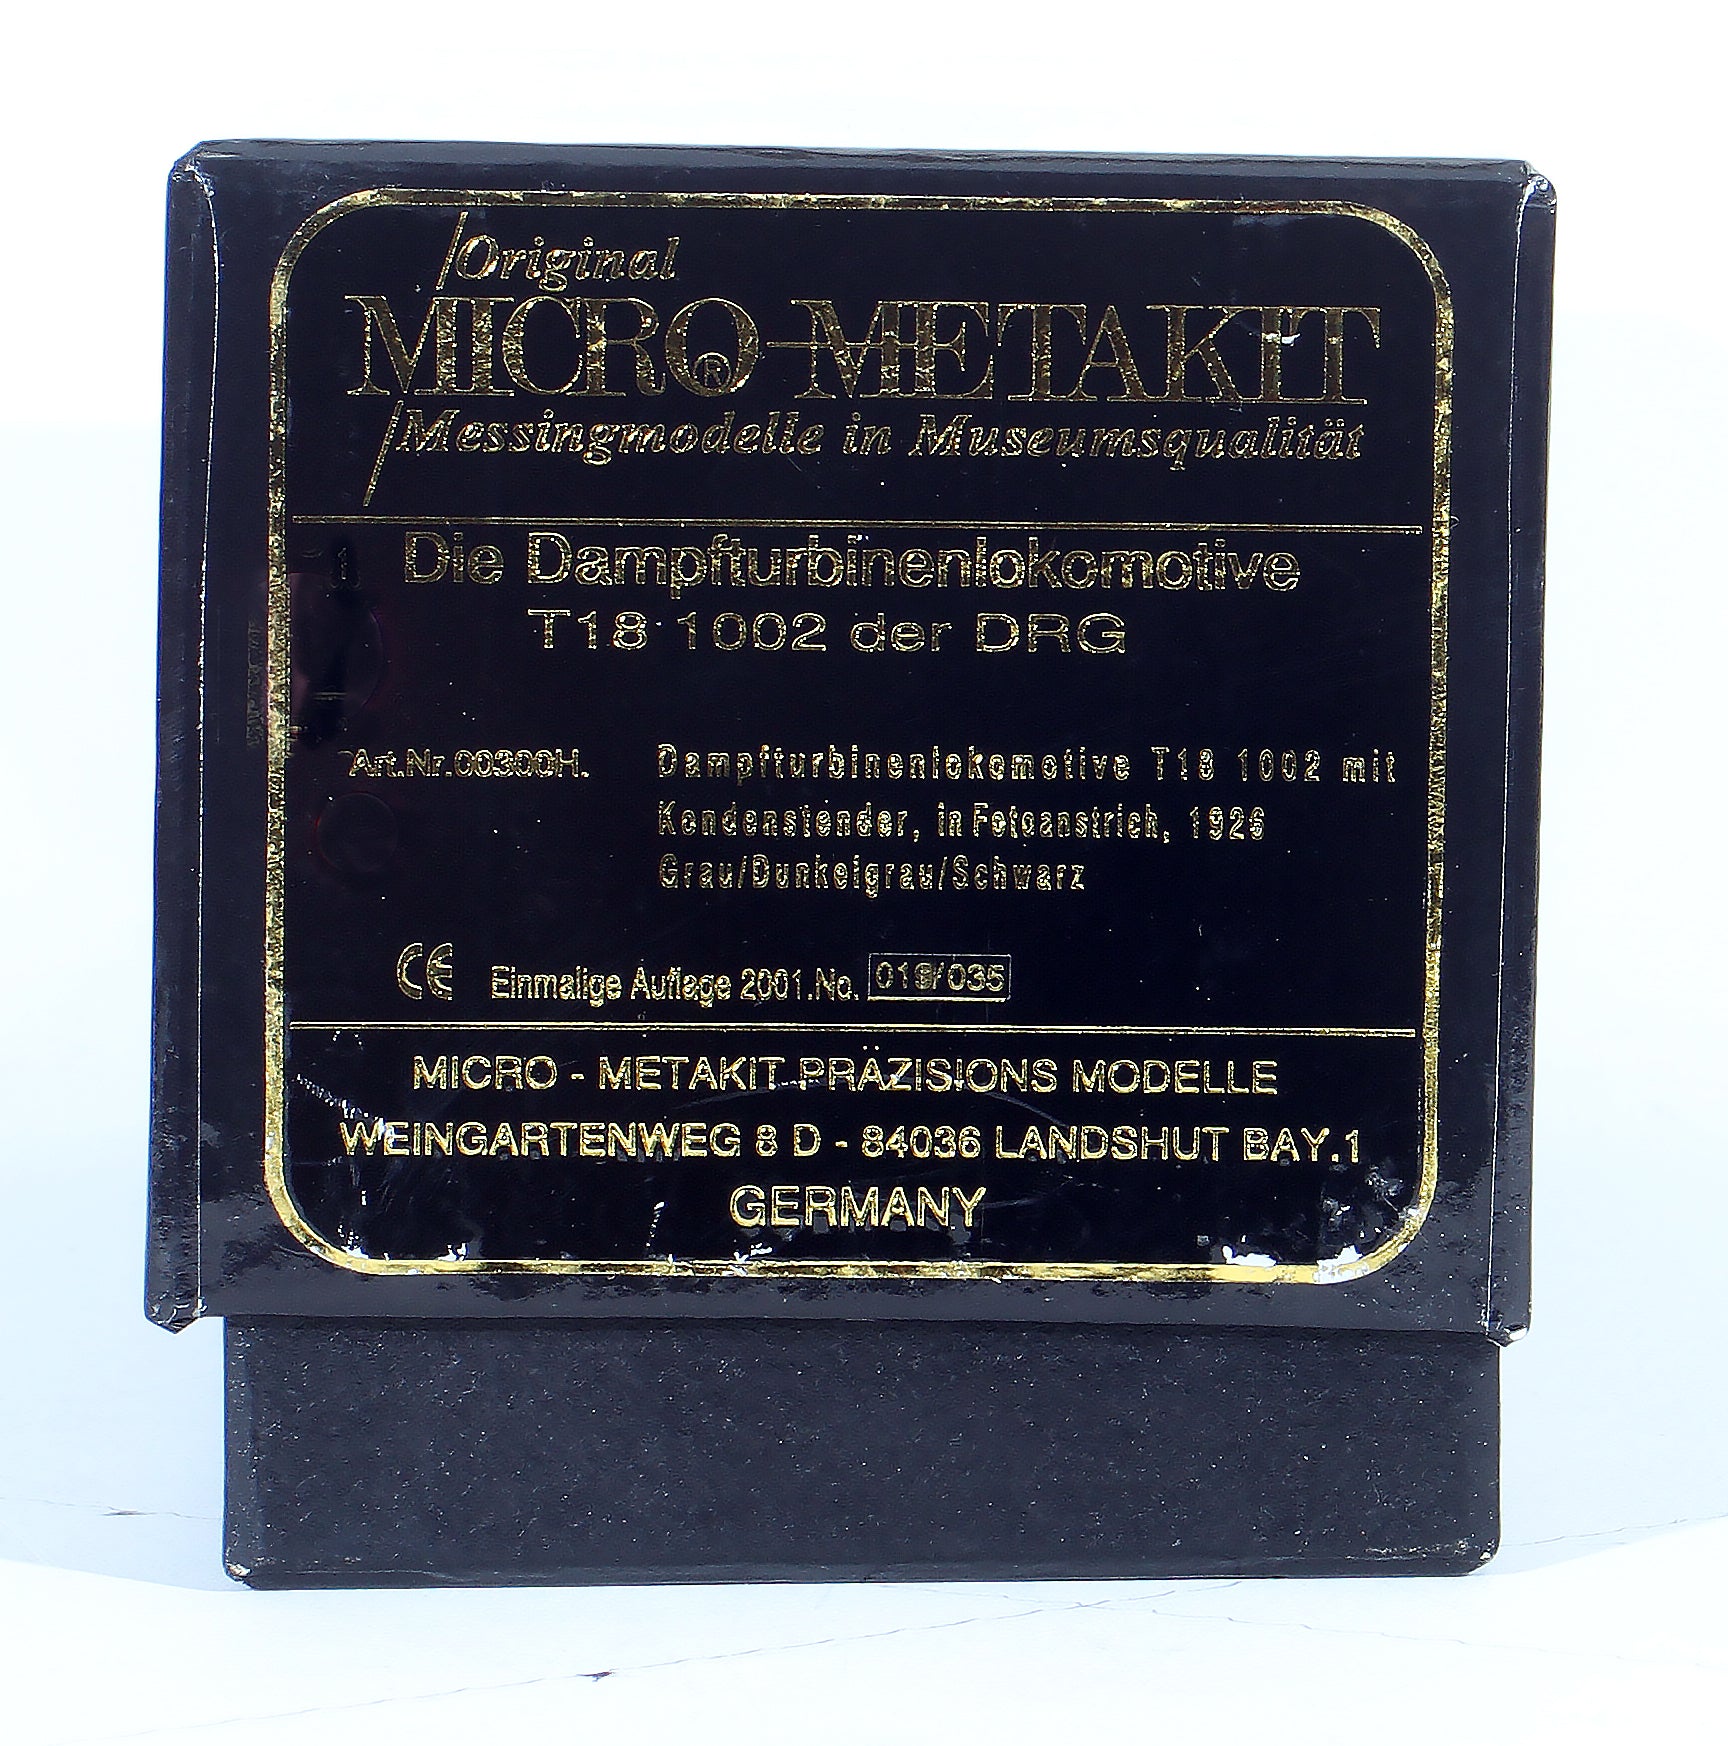 Original
MICRO-METAKIT
®
Messingmodelle in Museumsqualität
Die Dampfturbinenlokomotive
T18 1002 der DRG
Art.Nr.00300H. Dampfturbinenlokomotive T18 1002 mit
Kondenstender, in Fotoanstrich, 1926
Grau/Dunkelgrau/Schwarz
CE Einmalige Auflage 2001.No. 019/035
MICRO - METAKIT PRÄZISIONS MODELLE
WEINGARTENWEG 8 D - 84036 LANDSHUT BAY.1
GERMANY